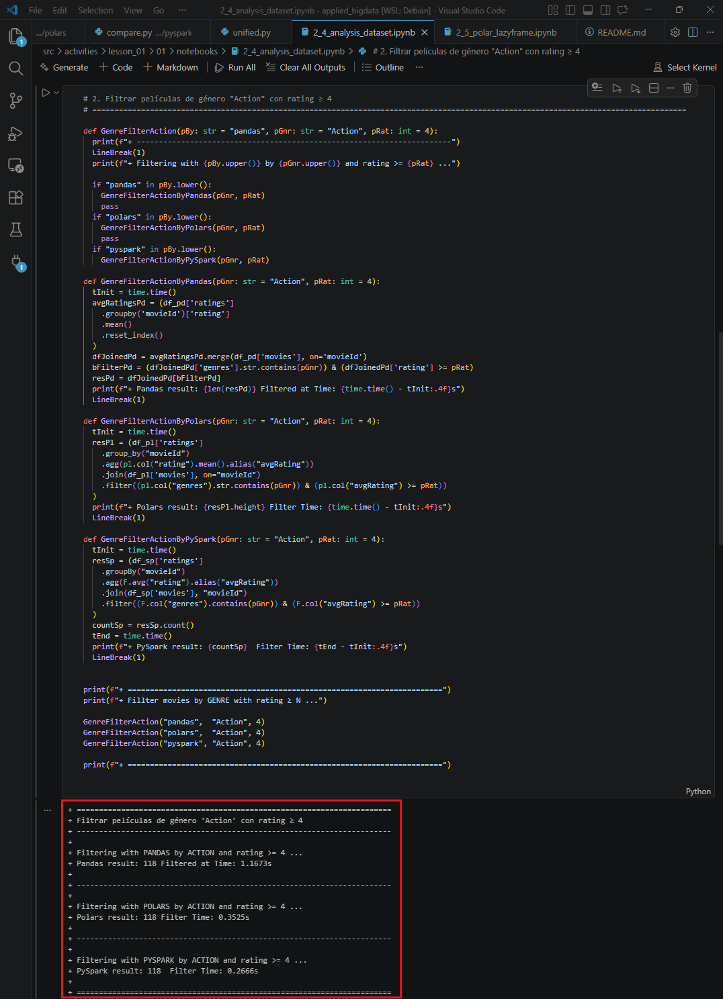 File Edit Selection View Go ··· 2_4_analysis_dataset.ipynb - applied_bigdata [WSL: Debian] - Visual Studio Code
.../polars compare.py .../pyspark unified.py 2_4_analysis_dataset.ipynb 2_5_polar_lazyframe.ipynb README.md
src > activities > lesson_01 > 01 > notebooks > 2_4_analysis_dataset.ipynb > # 2. Filtrar películas de género "Action" con rating ≥ 4
Generate + Code + Markdown Run All Clear All Outputs Outline ··· Select Kernel
1
1
# 2. Filtrar películas de género "Action" con rating ≥ 4
# ======================================================================================================================================
def GenreFilterAction(pBy: str = "pandas", pGnr: str = "Action", pRat: int = 4):
print(f"+ -----------------------------------------------------------------------")
LineBreak(1)
print(f"+ Filtering with {pBy.upper()} by {pGnr.upper()} and rating >= {pRat} ...")
if "pandas" in pBy.lower():
GenreFilterActionByPandas(pGnr, pRat)
pass
if "polars" in pBy.lower():
GenreFilterActionByPolars(pGnr, pRat)
pass
if "pyspark" in pBy.lower():
GenreFilterActionByPySpark(pGnr, pRat)
def GenreFilterActionByPandas(pGnr: str = "Action", pRat: int = 4):
tInit = time.time()
avgRatingsPd = (df_pd['ratings']
.groupby('movieId')['rating']
.mean()
.reset_index()
)
dfJoinedPd = avgRatingsPd.merge(df_pd['movies'], on='movieId')
bFilterPd = (dfJoinedPd['genres'].str.contains(pGnr)) & (dfJoinedPd['rating'] >= pRat)
resPd = dfJoinedPd[bFilterPd]
print(f"+ Pandas result: {len(resPd)} Filtered at Time: {time.time() - tInit:.4f}s")
LineBreak(1)
def GenreFilterActionByPolars(pGnr: str = "Action", pRat: int = 4):
tInit = time.time()
resPl = (df_pl['ratings']
.group_by("movieId")
.agg(pl.col("rating").mean().alias("avgRating"))
.join(df_pl['movies'], on="movieId")
.filter((pl.col("genres").str.contains(pGnr)) & (pl.col("avgRating") >= pRat))
)
print(f"+ Polars result: {resPl.height} Filter Time: {time.time() - tInit:.4f}s")
LineBreak(1)
def GenreFilterActionByPySpark(pGnr: str = "Action", pRat: int = 4):
tInit = time.time()
resSp = (df_sp['ratings']
.groupBy("movieId")
.agg(F.avg("rating").alias("avgRating"))
.join(df_sp['movies'], "movieId")
.filter((F.col("genres").contains(pGnr)) & (F.col("avgRating") >= pRat))
)
countSp = resSp.count()
tEnd = time.time()
print(f"+ PySpark result: {countSp}  Filter Time: {tEnd - tInit:.4f}s")
LineBreak(1)
print(f"+ =======================================================================")
print(f"+ Fillter movies by GENRE with rating ≥ N ...")
GenreFilterAction("pandas",  "Action", 4)
GenreFilterAction("polars",  "Action", 4)
GenreFilterAction("pyspark", "Action", 4)
print(f"+ =======================================================================")
Python
+ =======================================================================
+ Filtrar películas de género 'Action' con rating ≥ 4
+ -----------------------------------------------------------------------
+
+ Filtering with PANDAS by ACTION and rating >= 4 ...
+ Pandas result: 118 Filtered at Time: 1.1673s
+
+ -----------------------------------------------------------------------
+
+ Filtering with POLARS by ACTION and rating >= 4 ...
+ Polars result: 118 Filter Time: 0.3525s
+
+ -----------------------------------------------------------------------
+
+ Filtering with PYSPARK by ACTION and rating >= 4 ...
+ PySpark result: 118  Filter Time: 0.2666s
+
+ =======================================================================